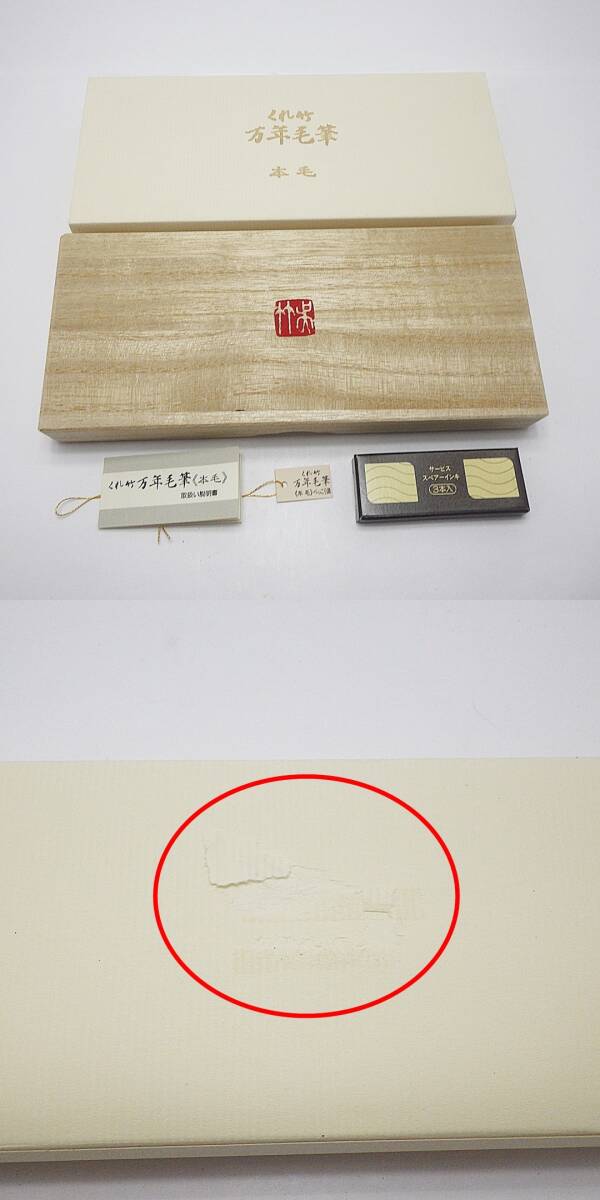 くれ竹
万年毛筆
本毛
呉竹
くれ竹万年毛筆《本毛》
取扱い説明書
くれ竹
万年毛筆
《本毛》
サービス
スペアーインキ
3本入